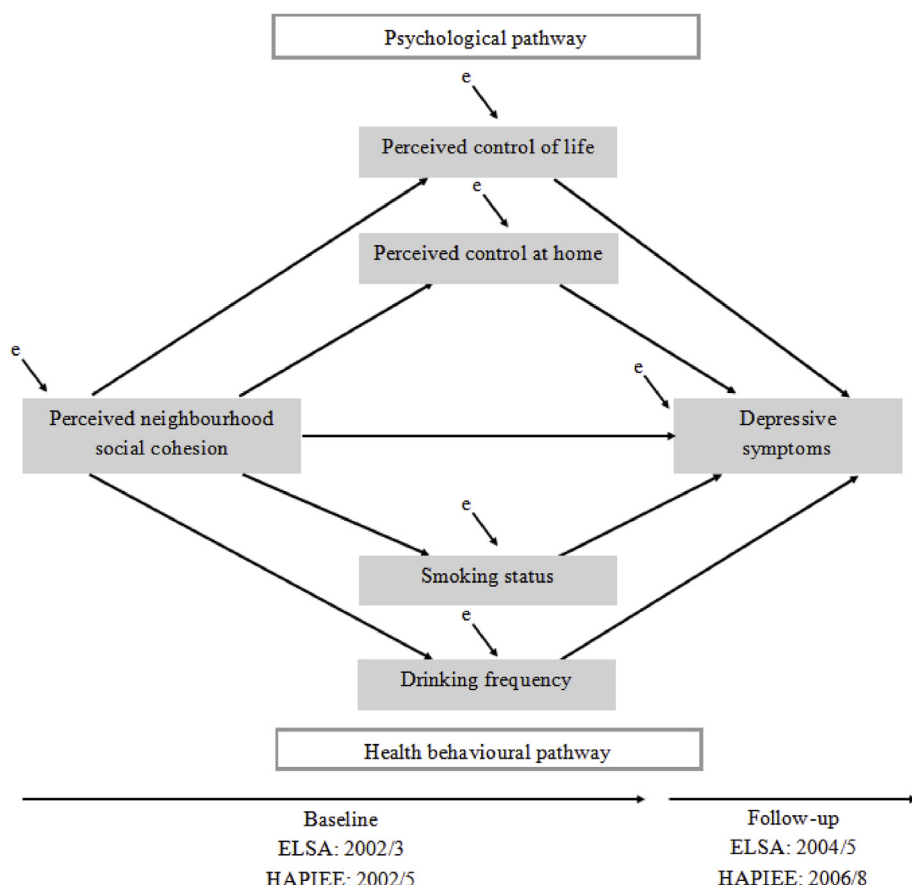 Psychological pathway
e
Perceived control of life
e
Perceived control at home
e
e
Perceived neighbourhood
social cohesion
Depressive
symptoms
e
Smoking status
e
Drinking frequency
Health behavioural pathway
Baseline
ELSA: 2002/3
HAPIEE: 2002/5
Follow-up
ELSA: 2004/5
HAPIEE: 2006/8